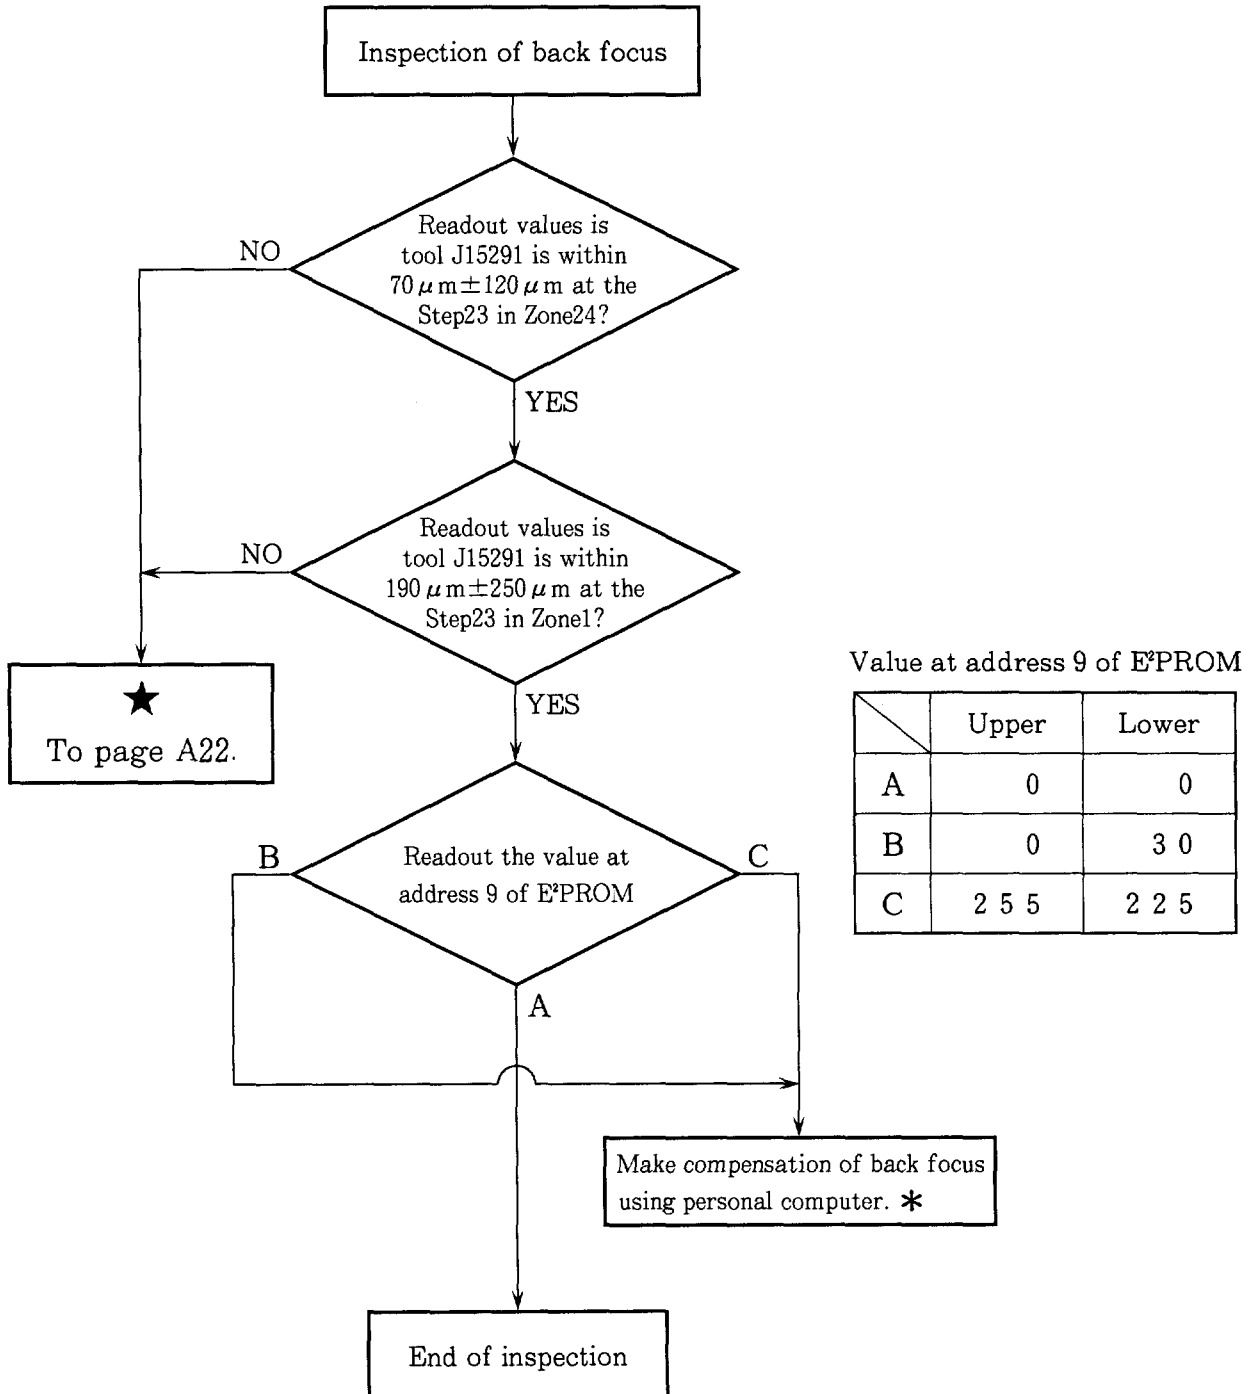 Inspection of back focus
Readout values is
tool J15291 is within
70μm±120μm at the
Step23 in Zone24?
NO
YES
Readout values is
tool J15291 is within
190μm±250μm at the
Step23 in Zone1?
NO
YES
★
To page A22.
Value at address 9 of E²PROM
Upper Lower
A 0 0
B 0 30
C 255 225
Readout the value at
address 9 of E²PROM
B
C
A
Make compensation of back focus
using personal computer. *
End of inspection